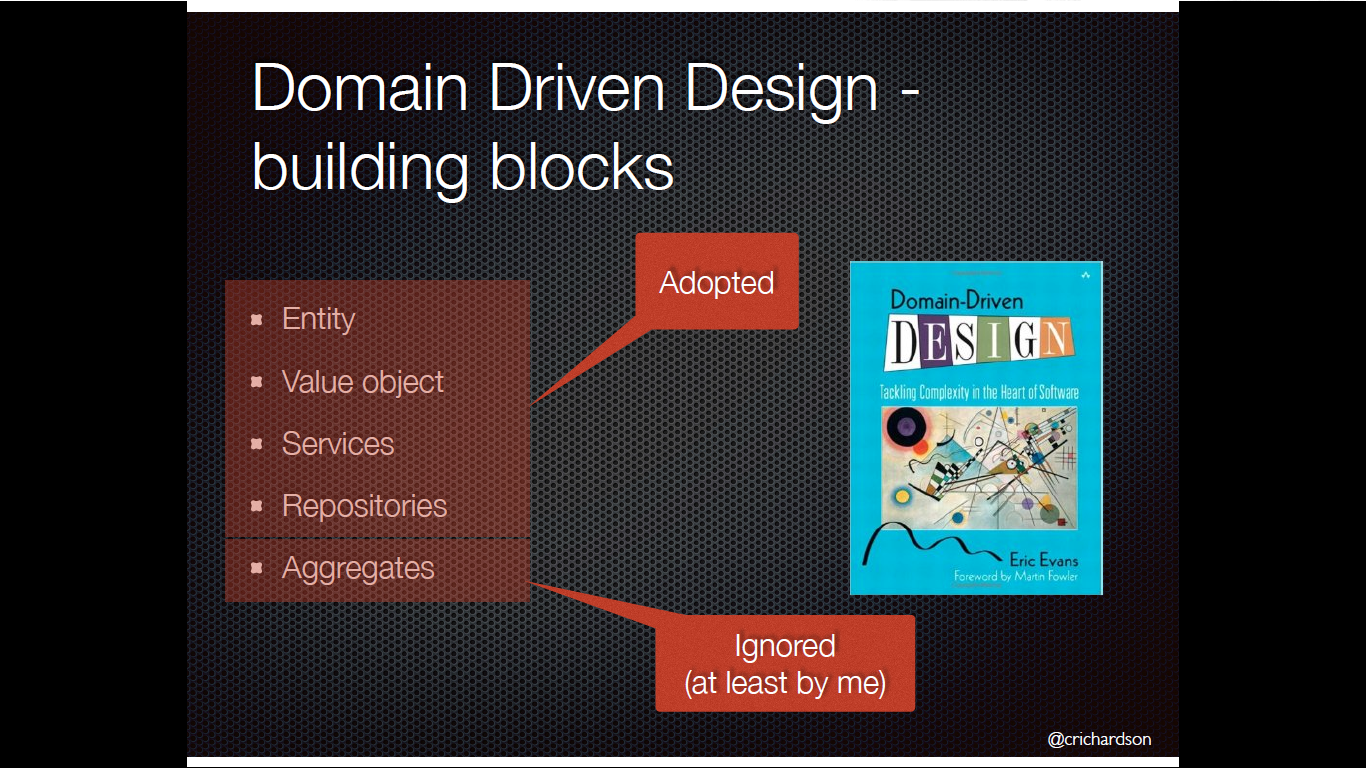 Domain Driven Design -
building blocks
Adopted
Entity
Value object
Services
Repositories
Aggregates
Domain-Driven
DESIGN
Tackling Complexity in the Heart of Software
Eric Evans
Foreword by Martin Fowler
Ignored
(at least by me)
@crichardson